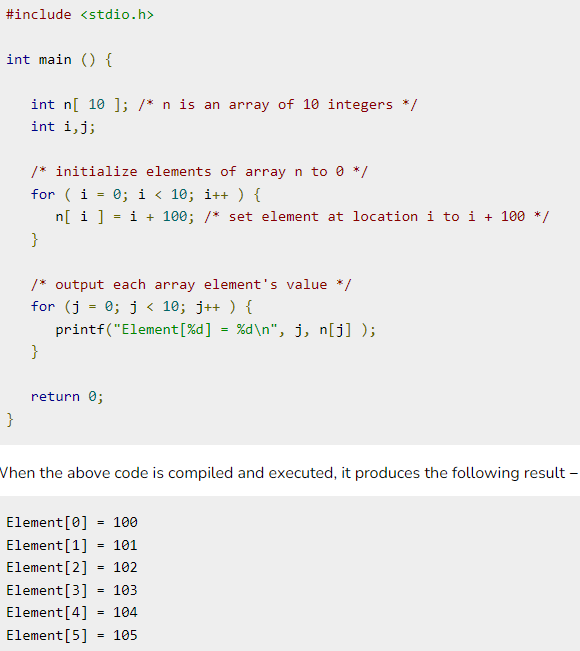 #include <stdio.h>
int main () {
int n[ 10 ]; /* n is an array of 10 integers */
int i,j;
/* initialize elements of array n to 0 */
for ( i = 0; i < 10; i++ ) {
n[ i ] = i + 100; /* set element at location i to i + 100 */
}
/* output each array element's value */
for (j = 0; j < 10; j++ ) {
printf("Element[%d] = %d\n", j, n[j] );
}
return 0;
}
When the above code is compiled and executed, it produces the following result −
Element[0] = 100
Element[1] = 101
Element[2] = 102
Element[3] = 103
Element[4] = 104
Element[5] = 105